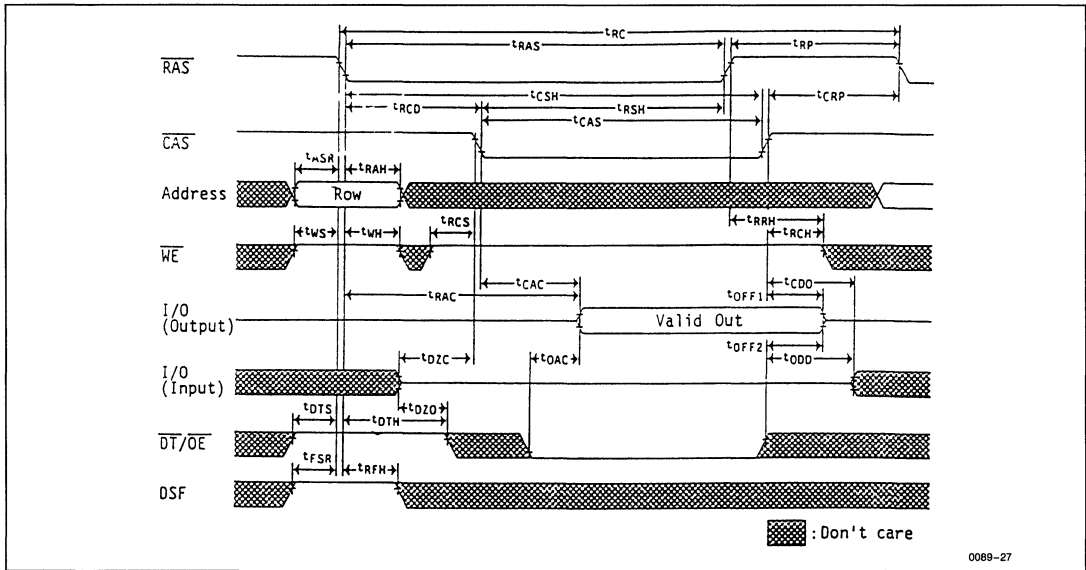 tRC
tRAS
tRP
RAS
tCSH
tCRP
tRCD
tRSH
tCAS
CAS
tASR
tRAH
Address
Row
tRRH
tRCS
tWS
tWH
tRCH
WE
tCAC
tCDO
tRAC
tOFF1
I/O
(Output)
Valid Out
tOFF2
tDZC
tOAC
tODD
I/O
(Input)
tDTS
tDZO
tDTH
DT/OE
tFSR
tRFH
DSF
:Don't care
0089-27